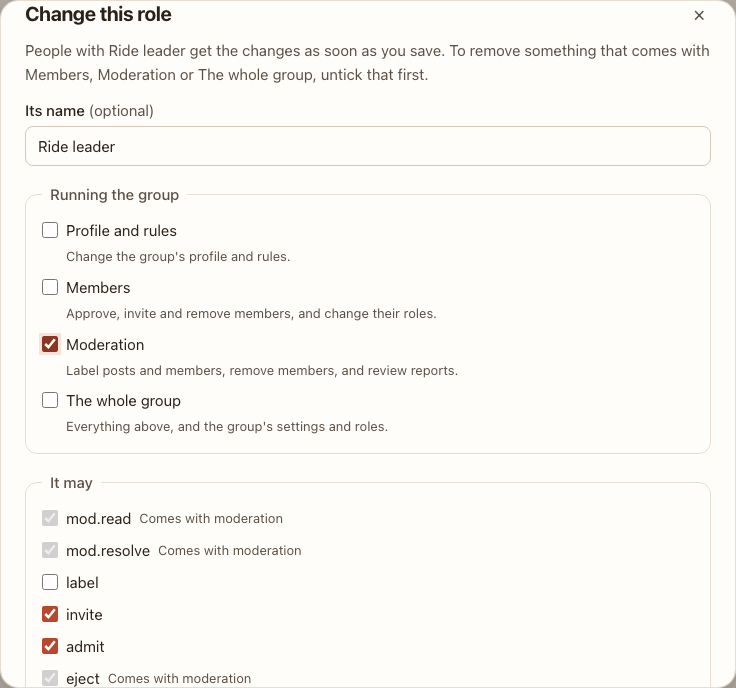 Change this role
People with Ride leader get the changes as soon as you save. To remove something that comes with
Members, Moderation or The whole group, untick that first.
Its name (optional)
Ride leader
Running the group
Profile and rules
Change the group's profile and rules.
Members
Approve, invite and remove members, and change their roles.
Moderation
Label posts and members, remove members, and review reports.
The whole group
Everything above, and the group's settings and roles.
It may
mod.read Comes with moderation
mod.resolve Comes with moderation
label
invite
admit
eject Comes with moderation